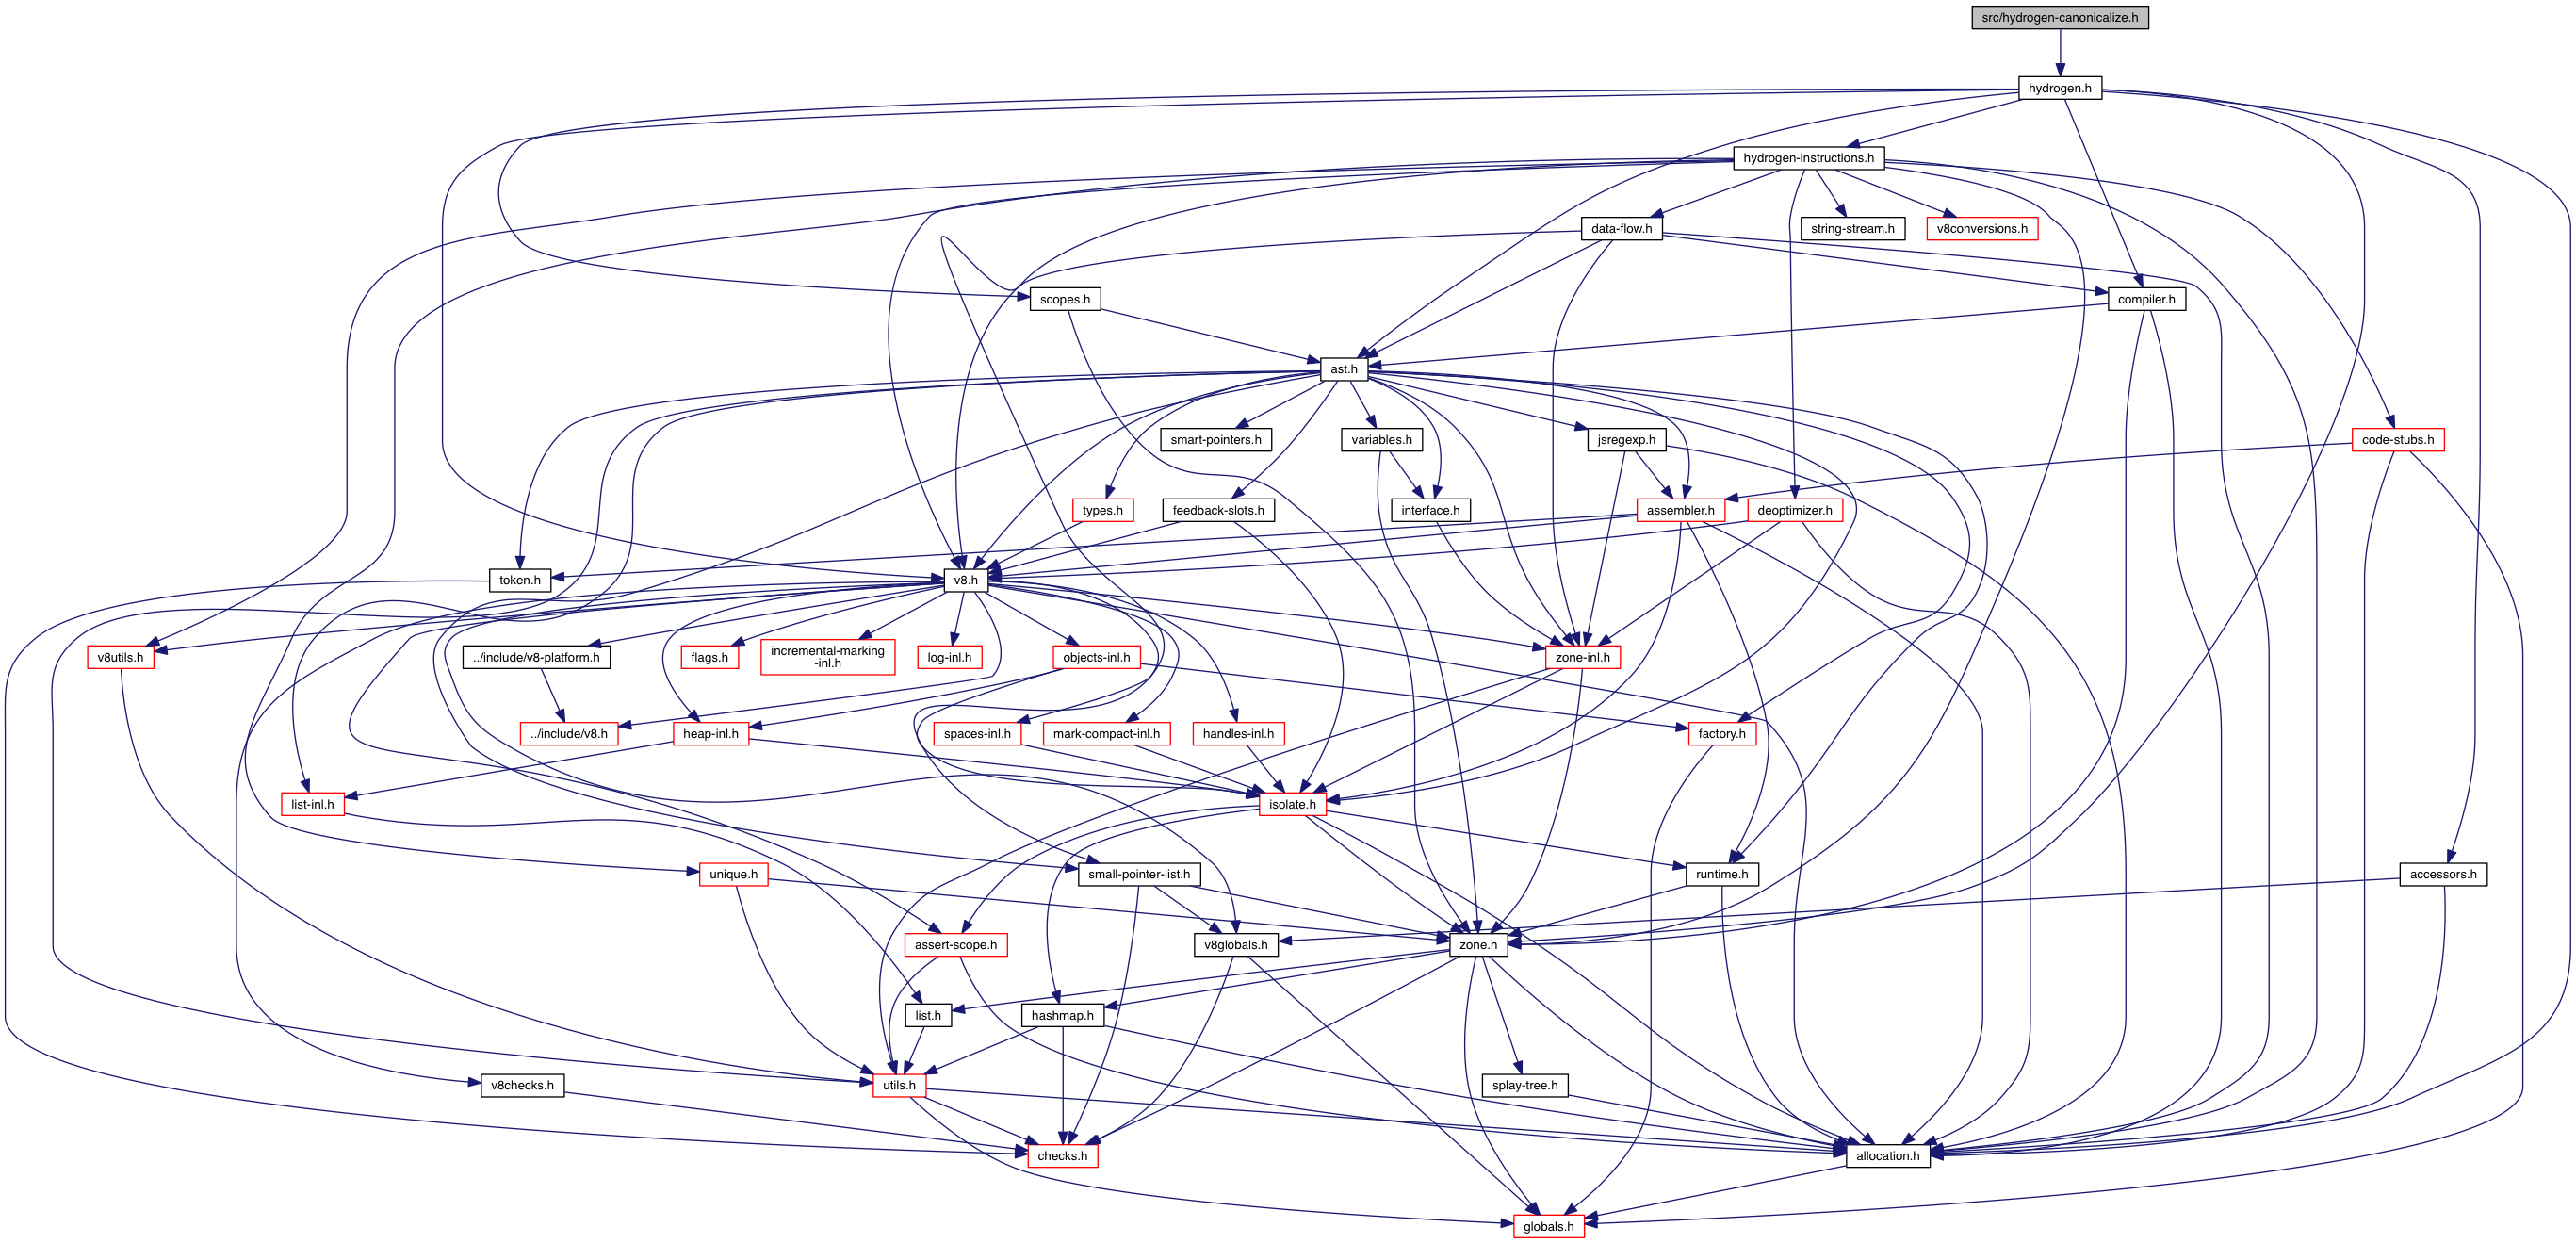 src/hydrogen-canonicalize.h
hydrogen.h
hydrogen-instructions.h
data-flow.h
string-stream.h
v8conversions.h
scopes.h
compiler.h
ast.h
smart-pointers.h
variables.h
jsregexp.h
code-stubs.h
types.h
feedback-slots.h
interface.h
assembler.h
deoptimizer.h
token.h
v8.h
v8utils.h
../include/v8-platform.h
flags.h
incremental-marking
-inl.h
log-inl.h
objects-inl.h
zone-inl.h
../include/v8.h
heap-inl.h
spaces-inl.h
mark-compact-inl.h
handles-inl.h
factory.h
list-inl.h
isolate.h
unique.h
small-pointer-list.h
runtime.h
accessors.h
assert-scope.h
v8globals.h
zone.h
list.h
hashmap.h
v8checks.h
utils.h
splay-tree.h
checks.h
allocation.h
globals.h